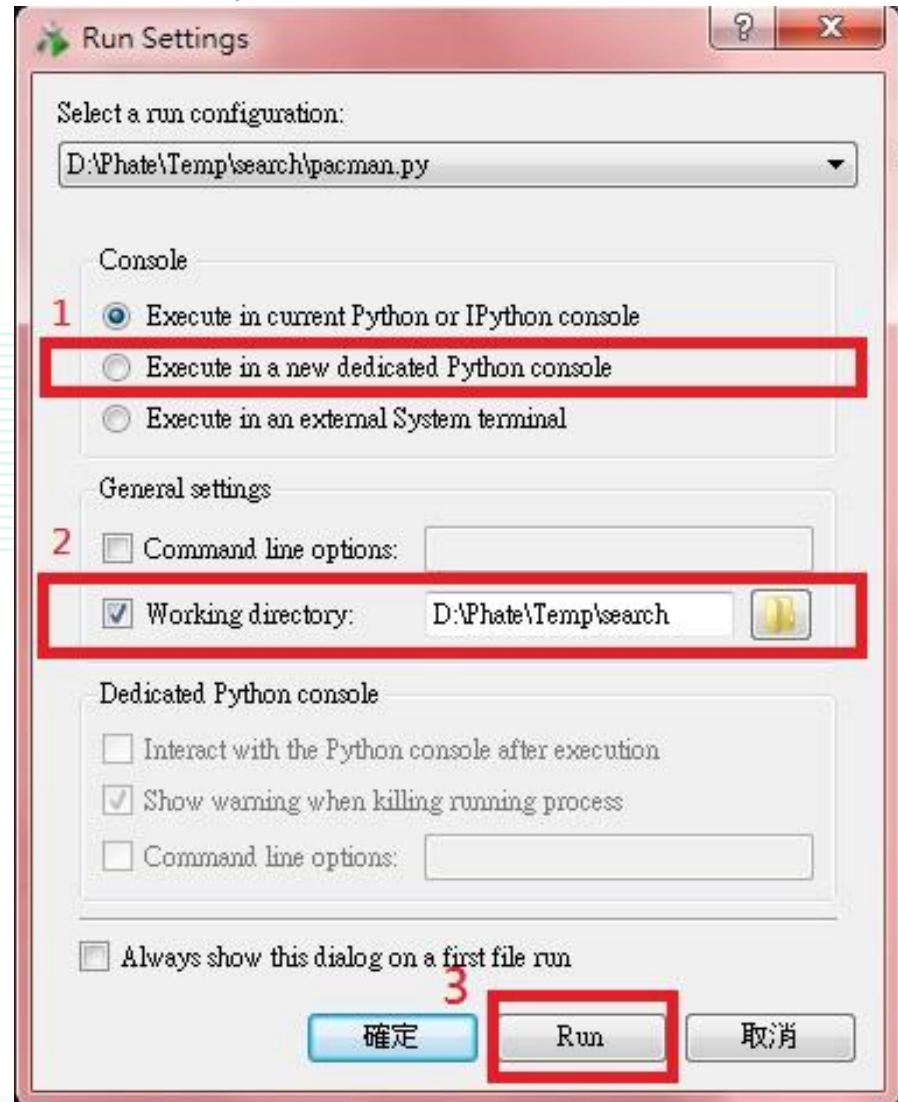 Run Settings
?
X
Select a run configuration:
D:\Phate\Temp\search\pacman.py
Console
1
Execute in current Python or IPython console
Execute in a new dedicated Python console
Execute in an external System terminal
General settings
2
Command line options:
Working directory: D:\Phate\Temp\search
Dedicated Python console
Interact with the Python console after execution
Show warning when killing running process
Command line options:
Always show this dialog on a first file run
3
確定 Run 取消